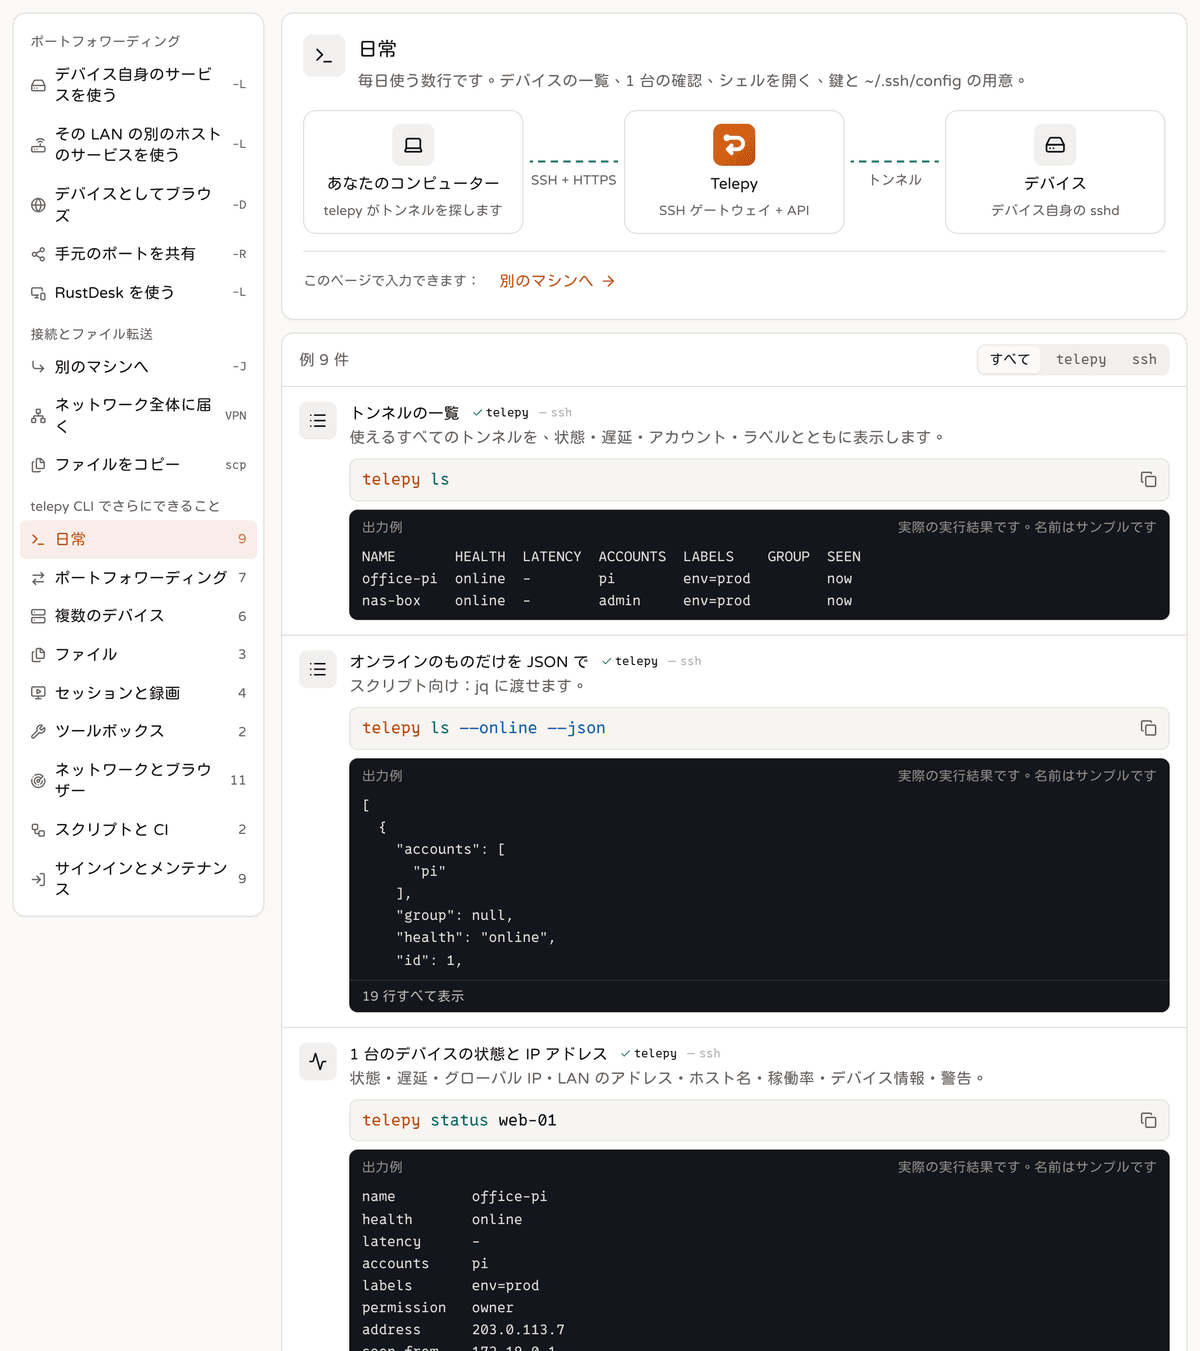 ポートフォワーディング
デバイス自身のサービ
スを使う
-L
その LAN の別のホスト
のサービスを使う
-L
デバイスとしてブラウ
ズ
-D
手元のポートを共有
-R
RustDesk を使う
-L
接続とファイル転送
別のマシンへ
-J
ネットワーク全体に届
く
VPN
ファイルをコピー
scp
telepy CLI でさらにできること
日常
9
ポートフォワーディング
7
複数のデバイス
6
ファイル
3
セッションと録画
4
ツールボックス
2
ネットワークとブラウ
ザー
11
スクリプトと CI
2
サインインとメンテナン
ス
9
日常
毎日使う数行です。デバイスの一覧、1 台の確認、シェルを開く、鍵と ~/.ssh/config の用意。
あなたのコンピューター
telepy がトンネルを探します
SSH + HTTPS
Telepy
SSH ゲートウェイ + API
トンネル
デバイス
デバイス自身の sshd
このページで入力できます：
別のマシンへ →
例 9 件
すべて telepy ssh
トンネルの一覧 ✓ telepy — ssh
使えるすべてのトンネルを、状態・遅延・アカウント・ラベルとともに表示します。
telepy ls
出力例 実際の実行結果です。名前はサンプルです
NAME HEALTH LATENCY ACCOUNTS LABELS GROUP SEEN
office-pi online - pi env=prod now
nas-box online - admin env=prod now
オンラインのものだけを JSON で ✓ telepy — ssh
スクリプト向け：jq に渡せます。
telepy ls --online --json
出力例 実際の実行結果です。名前はサンプルです
[
{
"accounts": [
"pi"
],
"group": null,
"health": "online",
"id": 1,
19 行すべて表示
1 台のデバイスの状態と IP アドレス ✓ telepy — ssh
状態・遅延・グローバル IP・LAN のアドレス・ホスト名・稼働率・デバイス情報・警告。
telepy status web-01
出力例 実際の実行結果です。名前はサンプルです
name office-pi
health online
latency -
accounts pi
labels env=prod
permission owner
address 203.0.113.7